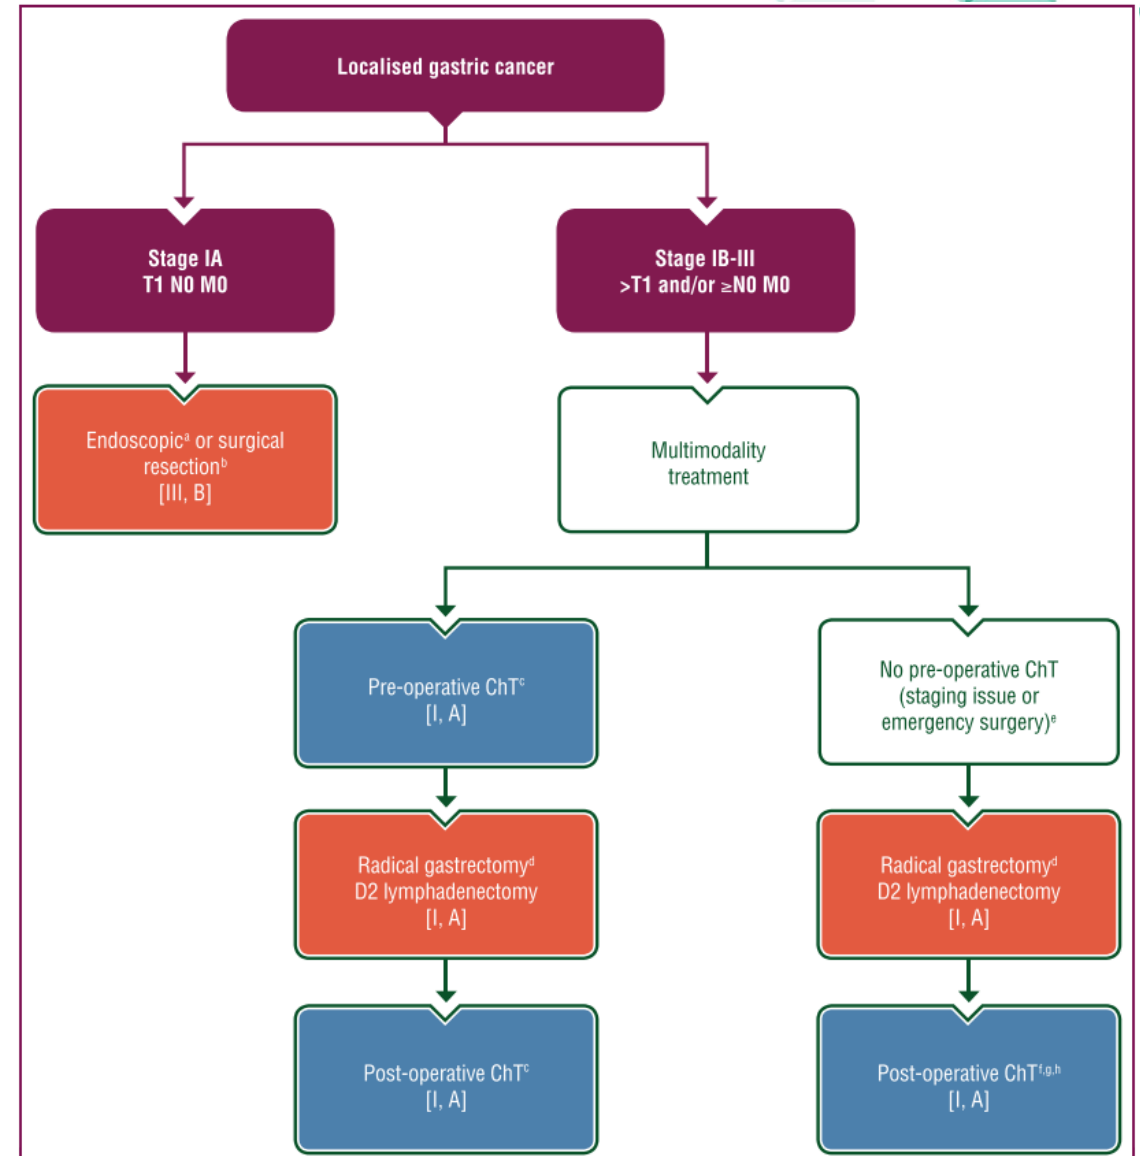 Localised gastric cancer
Stage IA
T1 N0 M0
Stage IB-III
>T1 and/or ≥N0 M0
Endoscopicᵃ or surgical
resectionᵇ
[III, B]
Multimodality
treatment
Pre-operative ChTᶜ
[I, A]
No pre-operative ChT
(staging issue or
emergency surgery)ᵉ
Radical gastrectomyᵈ
D2 lymphadenectomy
[I, A]
Radical gastrectomyᵈ
D2 lymphadenectomy
[I, A]
Post-operative ChTᶜ
[I, A]
Post-operative ChTᶠ,ᵍ,ʰ
[I, A]